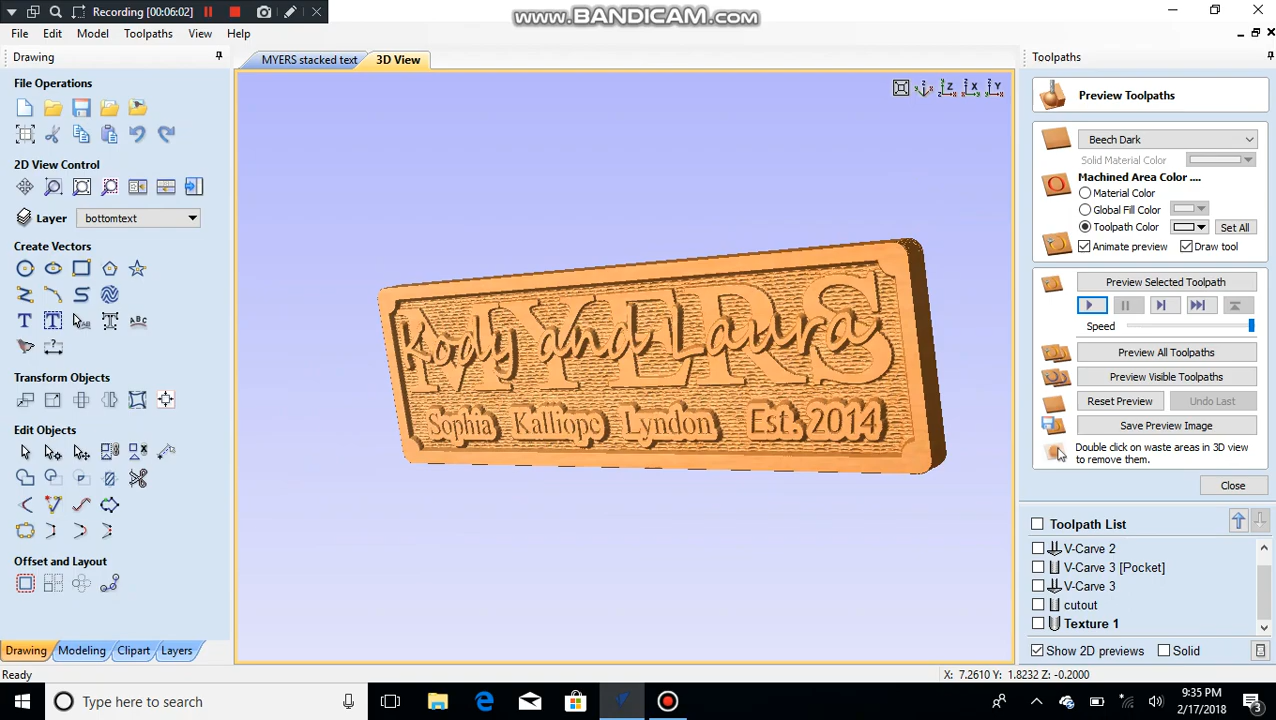 Recording [00:06:02]
www.BANDICAM.com
File Edit Model Toolpaths View Help
Drawing
File Operations
2D View Control
Layer bottomtext
Create Vectors
Transform Objects
Edit Objects
Offset and Layout
Drawing Modeling Clipart Layers
Ready
MYERS stacked text 3D View
MYERS
Kody and Laura
Sophia Kalliope Lyndon Est. 2014
Toolpaths
Preview Toolpaths
Beech Dark
Solid Material Color
Machined Area Color ....
Material Color
Global Fill Color
Toolpath Color Set All
Animate preview Draw tool
Preview Selected Toolpath
Speed
Preview All Toolpaths
Preview Visible Toolpaths
Reset Preview Undo Last
Save Preview Image
Double click on waste areas in 3D view
to remove them.
Close
Toolpath List
V-Carve 2
V-Carve 3 [Pocket]
V-Carve 3
cutout
Texture 1
Show 2D previews Solid
X: 7.2610 Y: 1.8232 Z: -0.2000
Type here to search
9:35 PM
2/17/2018
3